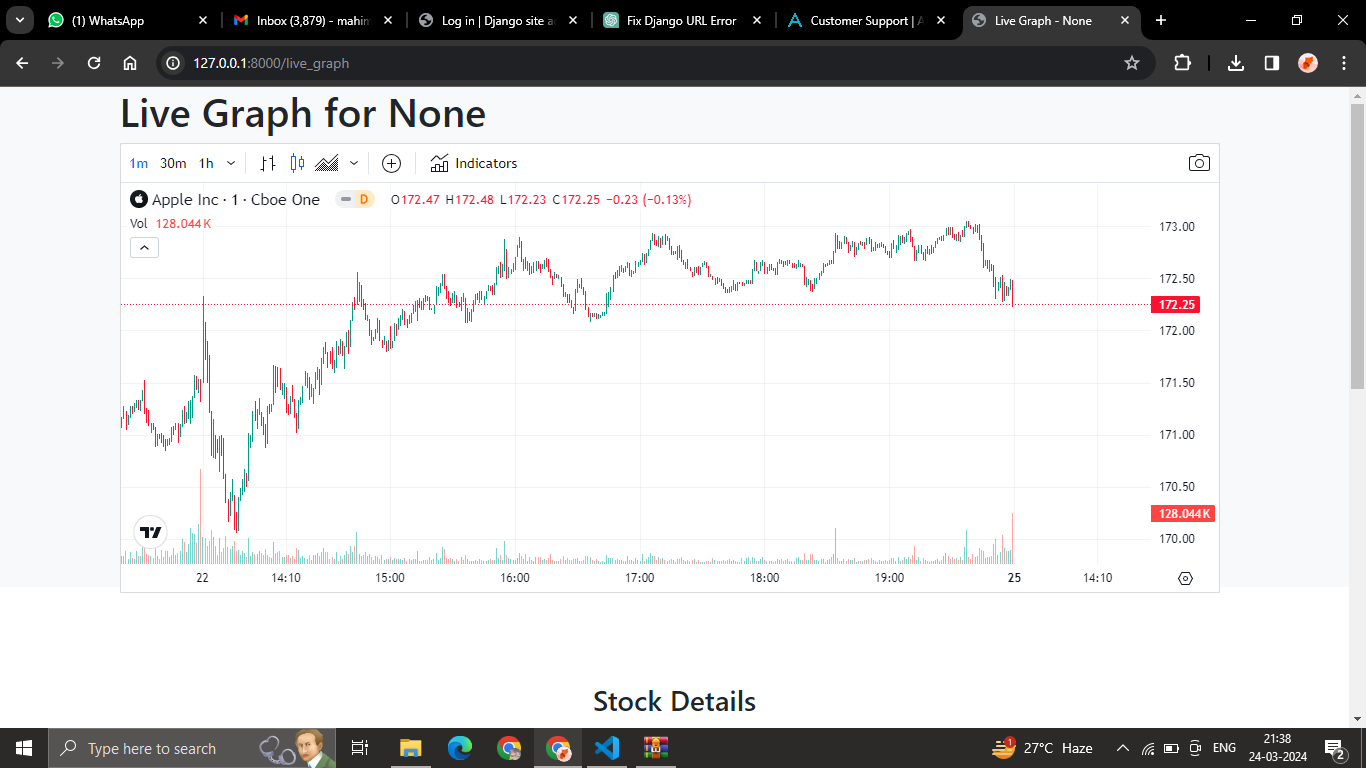 (1) WhatsApp
Inbox (3,879) - mahim
Log in | Django site a
Fix Django URL Error
Customer Support | A
Live Graph - None
127.0.0.1:8000/live_graph
Live Graph for None
1m 30m 1h Indicators
Apple Inc · 1 · Cboe One D O172.47 H172.48 L172.23 C172.25 −0.23 (−0.13%)
Vol 128.044K
173.00
172.50
172.25
172.00
171.50
171.00
170.50
128.044K
170.00
22 14:10 15:00 16:00 17:00 18:00 19:00 25 14:10
Stock Details
Type here to search
1
27°C Haze
ENG
21:38
24-03-2024
2